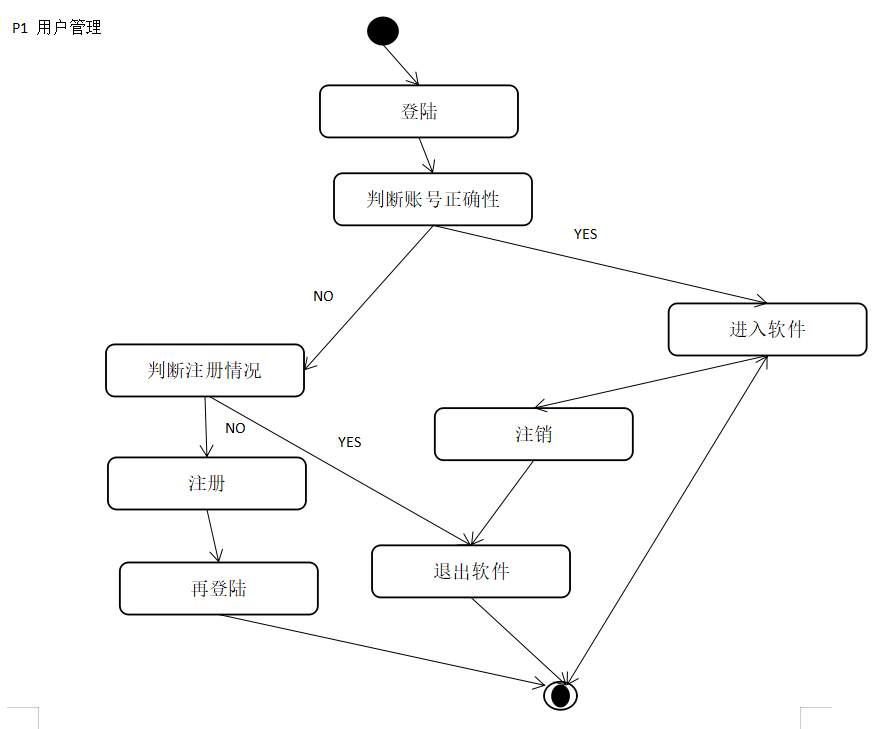 P1 用户管理
登陆
判断账号正确性
YES
NO
进入软件
判断注册情况
NO
YES
注销
注册
退出软件
再登陆